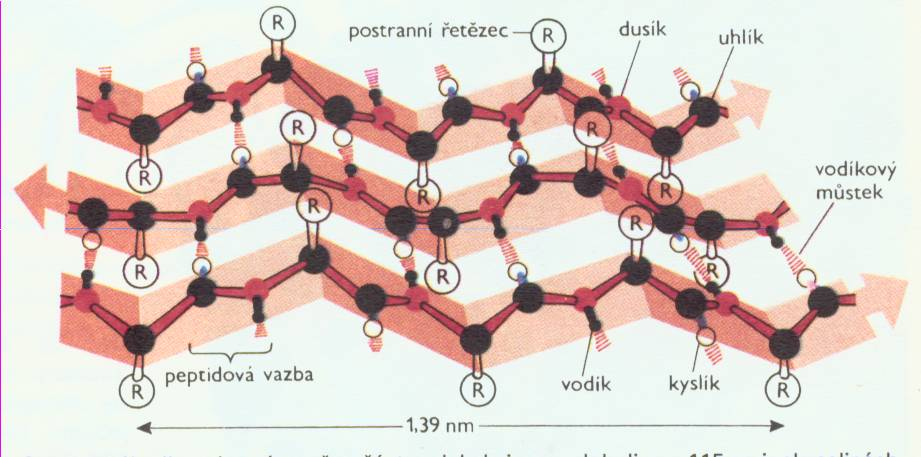 R
postranní řetězec
R
dusík
uhlík
R
R
R
R
R
vodíkový
můstek
R
R
R
R
R
R
peptidová vazba
R
R
vodík
kyslík
R
1,39 nm